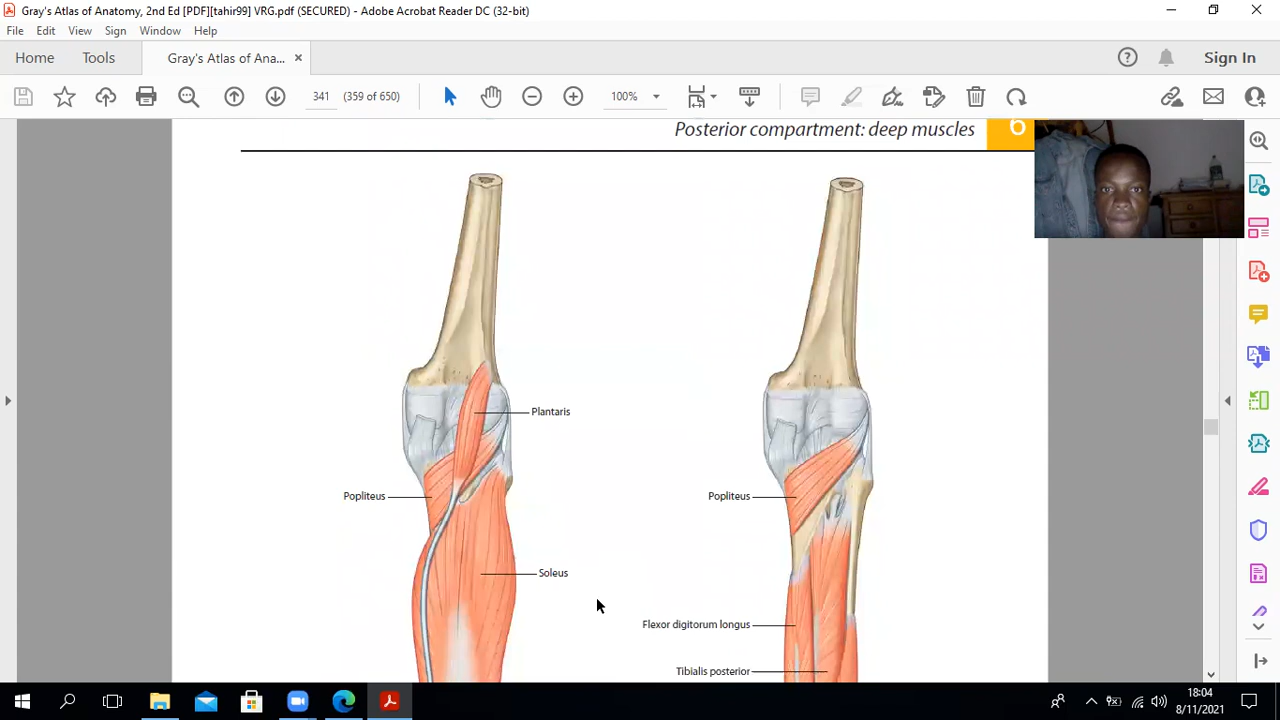 Gray's Atlas of Anatomy, 2nd Ed [PDF][tahir99] VRG.pdf (SECURED) - Adobe Acrobat Reader DC (32-bit)
File Edit View Sign Window Help
Home Tools Gray's Atlas of Ana... Sign In
341 (359 of 650) 100%
Posterior compartment: deep muscles 6
Plantaris
Popliteus Popliteus
Soleus
Flexor digitorum longus
Tibialis posterior
18:04
8/11/2021